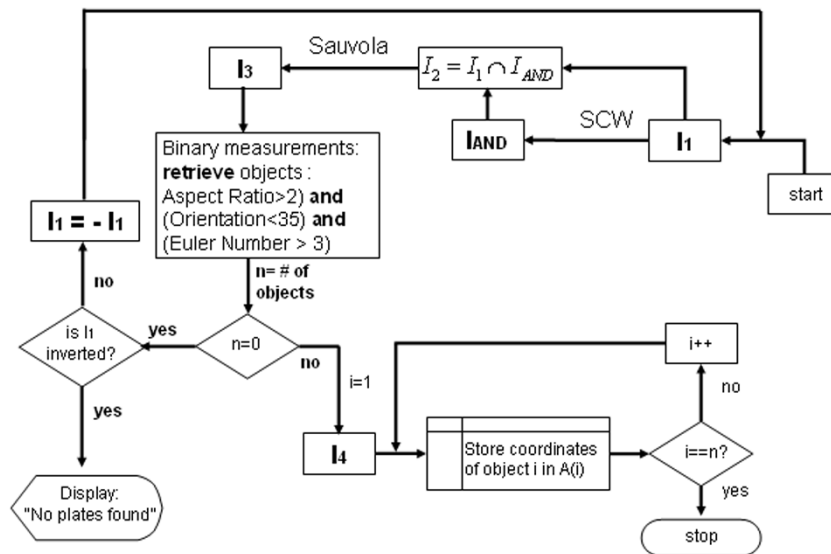 Sauvola
I3
I2 = I1 ∩ IAND
SCW
IAND
I1
start
Binary measurements:
retrieve objects :
Aspect Ratio>2) and
(Orientation<35) and
(Euler Number > 3)
I1 = - I1
n= # of
objects
no
is I1
inverted?
yes
n=0
no
i=1
yes
i++
no
I4
Store coordinates
of object i in A(i)
i==n?
yes
Display:
"No plates found"
stop